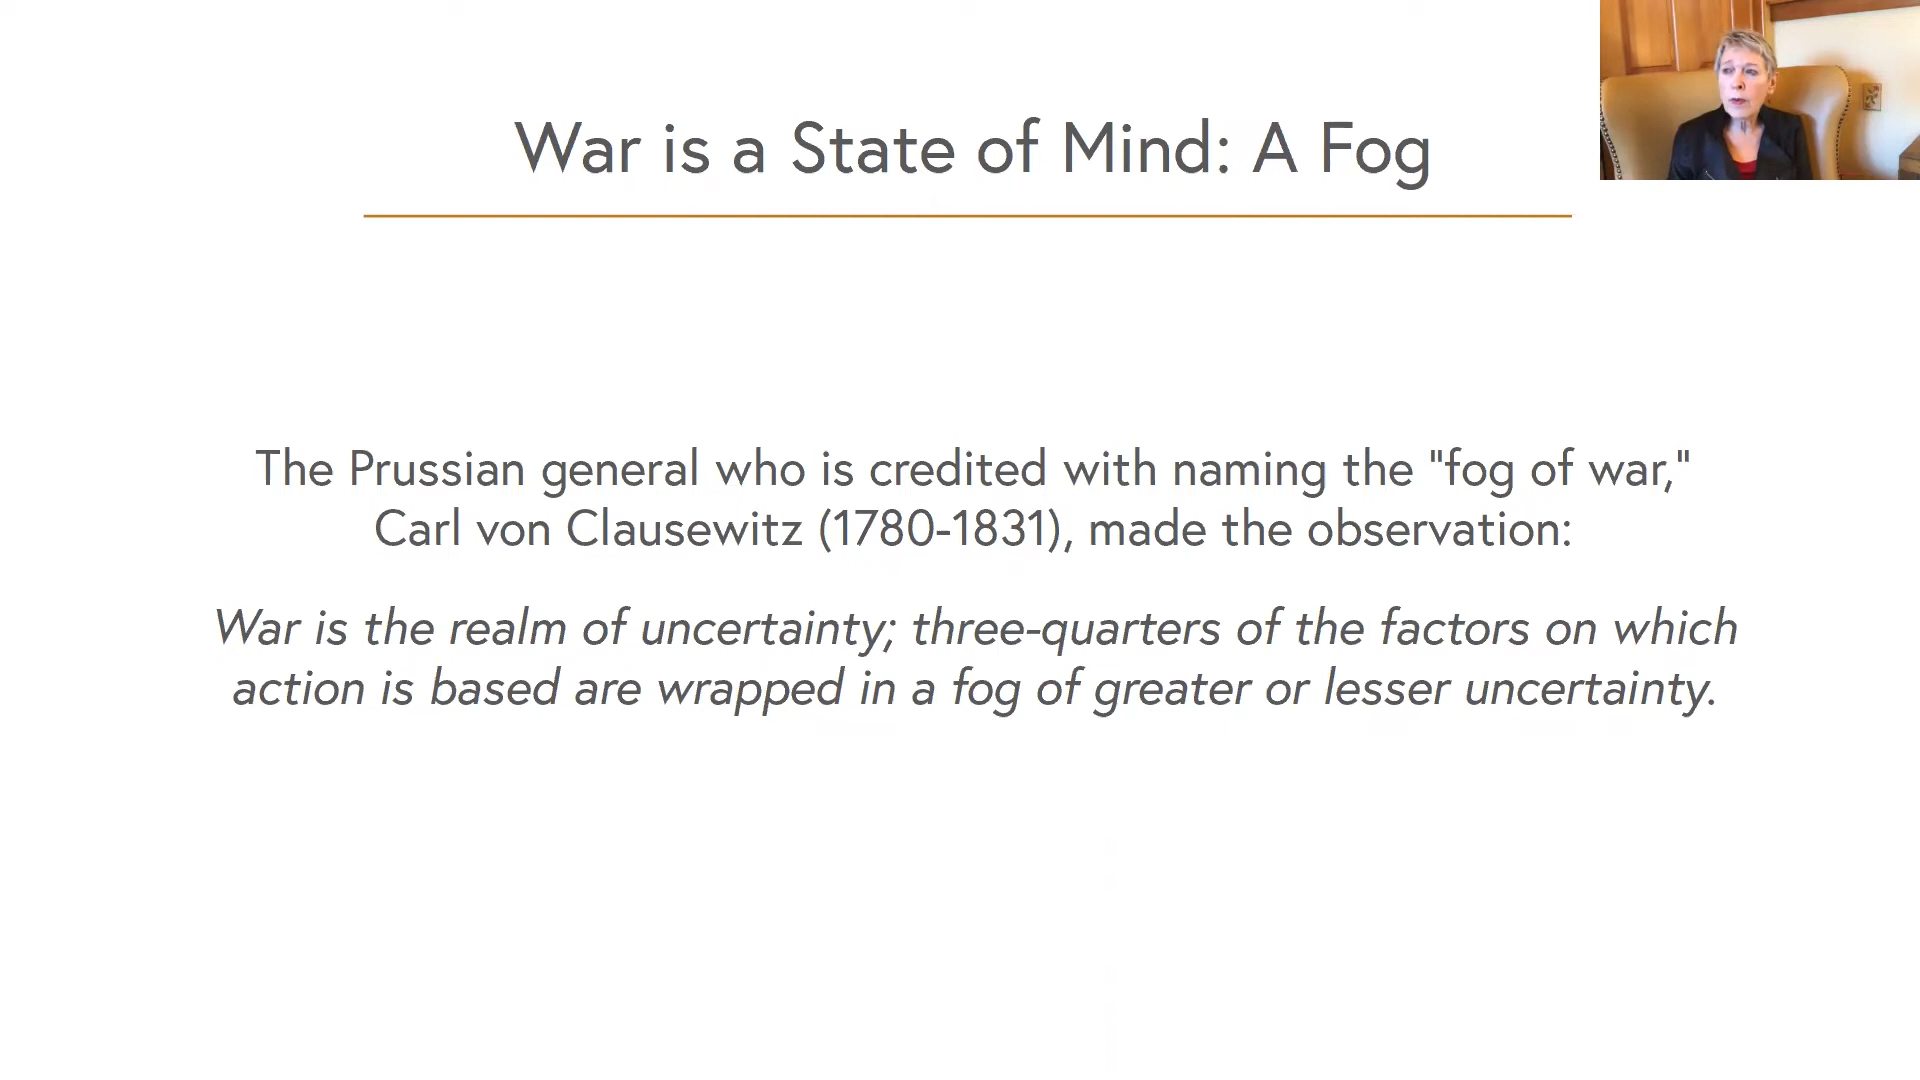 War is a State of Mind: A Fog
The Prussian general who is credited with naming the "fog of war,"
Carl von Clausewitz (1780-1831), made the observation:
War is the realm of uncertainty; three-quarters of the factors on which
action is based are wrapped in a fog of greater or lesser uncertainty.